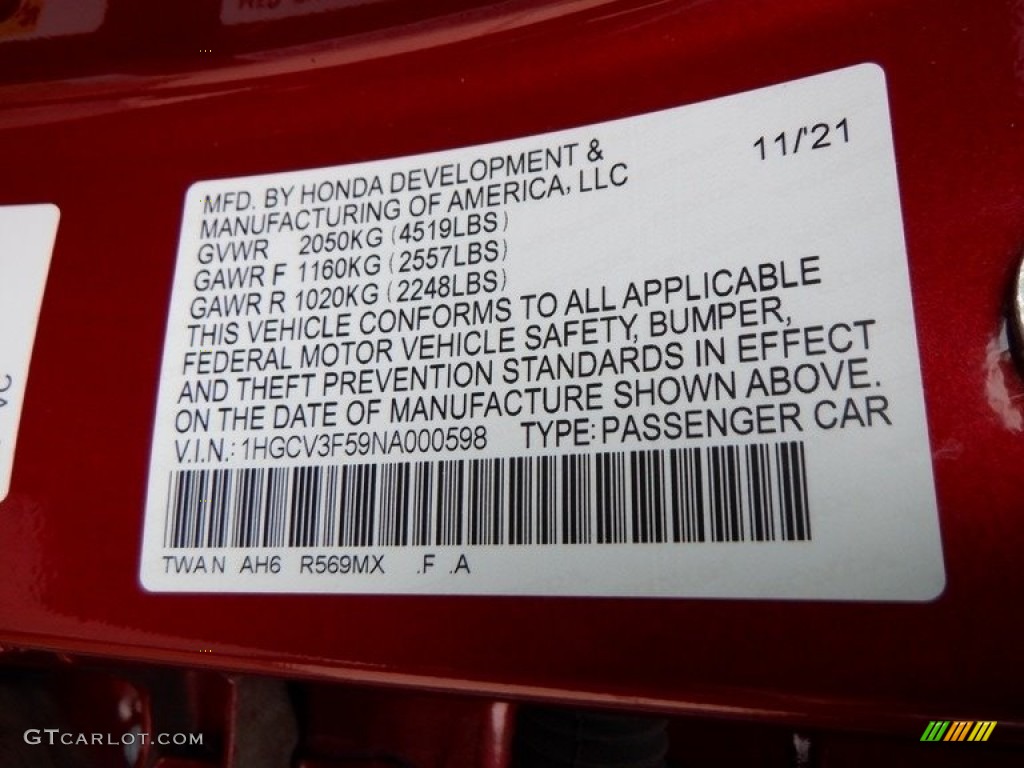 MFD. BY HONDA DEVELOPMENT & 11/'21
MANUFACTURING OF AMERICA, LLC
GVWR 2050KG (4519LBS)
GAWR F 1160KG (2557LBS)
GAWR R 1020KG (2248LBS)
THIS VEHICLE CONFORMS TO ALL APPLICABLE
FEDERAL MOTOR VEHICLE SAFETY, BUMPER,
AND THEFT PREVENTION STANDARDS IN EFFECT
ON THE DATE OF MANUFACTURE SHOWN ABOVE.
V.I.N.: 1HGCV3F59NA000598 TYPE: PASSENGER CAR
TWAN AH6 R569MX .F .A
GTCARLOT.COM